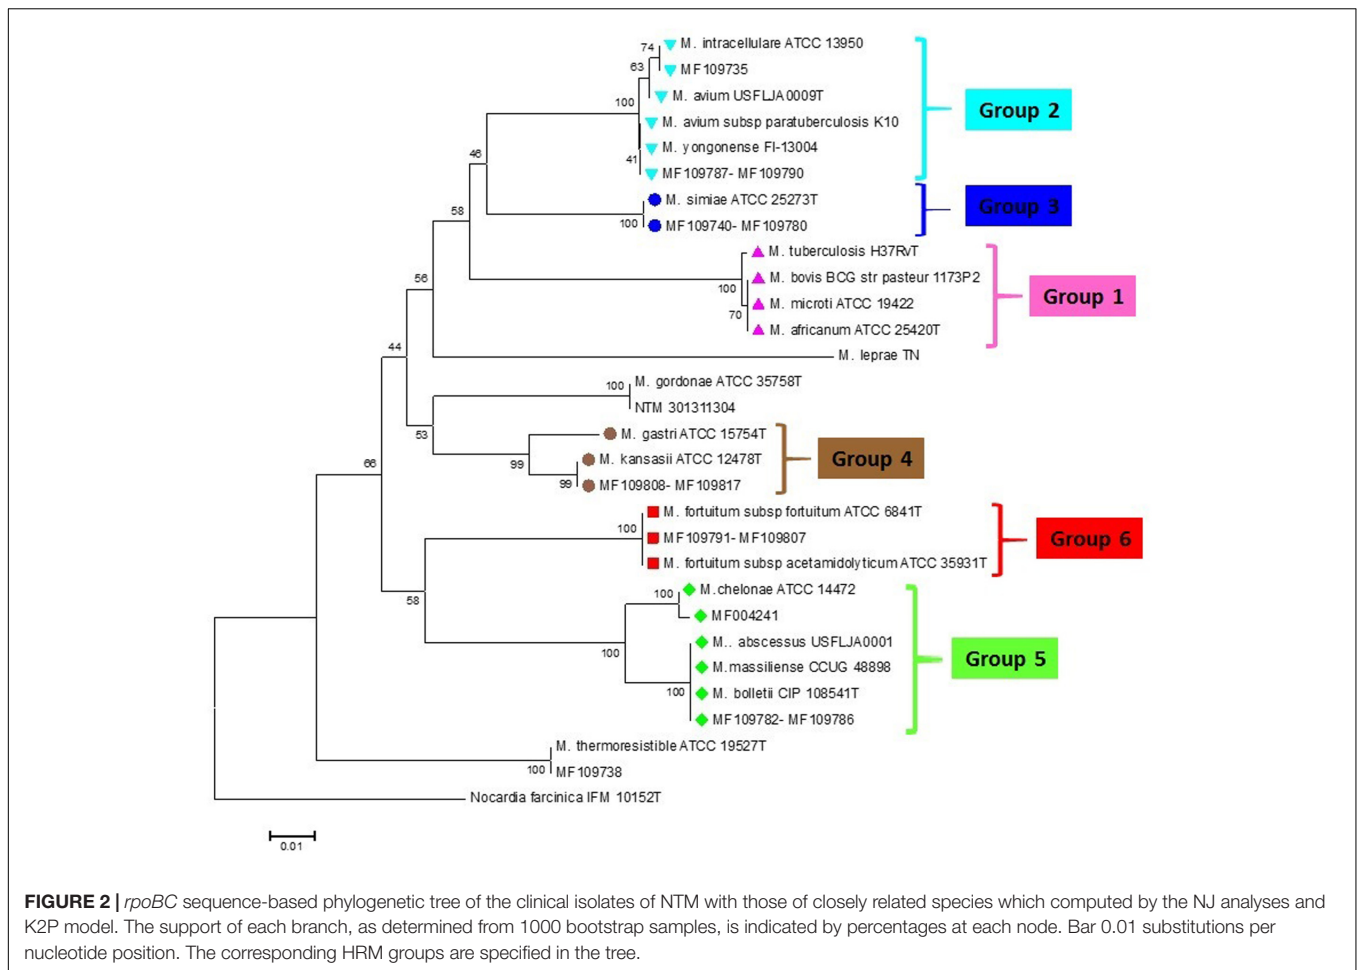 74
M. intracellulare ATCC 13950
63
MF109735
M. avium USFLJA0009T
100
M. avium subsp paratuberculosis K10
M. yongonense FI-13004
41
MF109787- MF109790
Group 2
46
M. simiae ATCC 25273T
100
MF109740- MF109780
Group 3
58
M. tuberculosis H37RvT
M. bovis BCG str pasteur 1173P2
100
M. microti ATCC 19422
70
M. africanum ATCC 25420T
Group 1
56
M. leprae TN
44
100
M. gordonae ATCC 35758T
NTM 301311304
53
M. gastri ATCC 15754T
99
M. kansasii ATCC 12478T
99
MF109808- MF109817
Group 4
66
M. fortuitum subsp fortuitum ATCC 6841T
100
MF109791- MF109807
M. fortuitum subsp acetamidolyticum ATCC 35931T
Group 6
58
100
M.chelonae ATCC 14472
MF004241
100
M.. abscessus USFLJA0001
M.massiliense CCUG 48898
100
M. bolletii CIP 108541T
MF109782- MF109786
Group 5
M. thermoresistible ATCC 19527T
100
MF109738
Nocardia farcinica IFM 10152T
0.01
FIGURE 2 | rpoBC sequence-based phylogenetic tree of the clinical isolates of NTM with those of closely related species which computed by the NJ analyses and
K2P model. The support of each branch, as determined from 1000 bootstrap samples, is indicated by percentages at each node. Bar 0.01 substitutions per
nucleotide position. The corresponding HRM groups are specified in the tree.